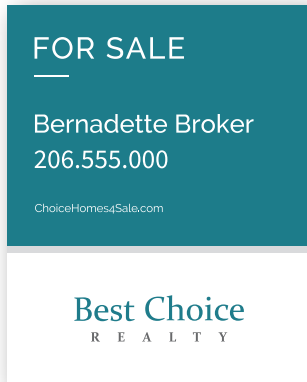 FOR SALE
Bernadette Broker
206.555.000
ChoiceHomes4Sale.com
Best Choice
REALTY